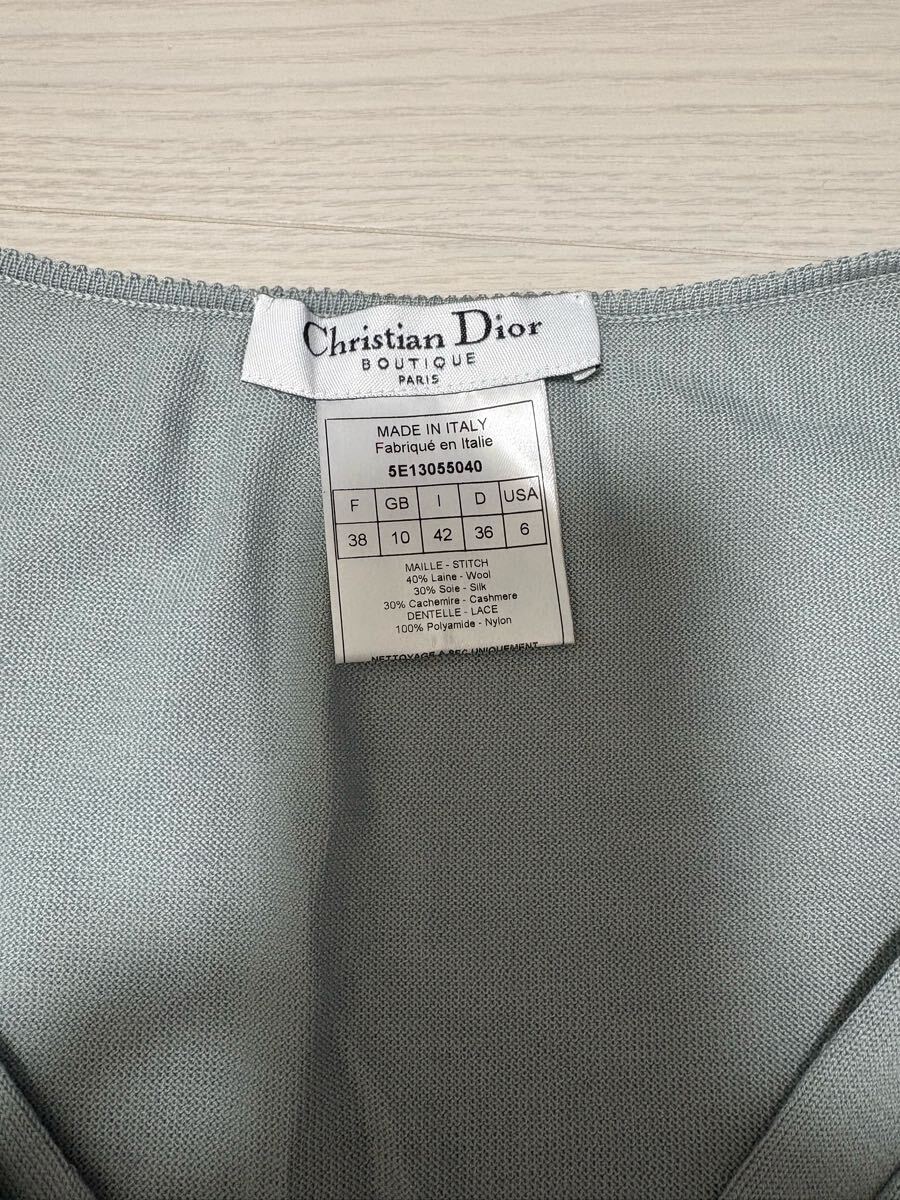 Christian Dior
BOUTIQUE
PARIS
MADE IN ITALY
Fabriqué en Italie
5E13055040
F GB I D USA
38 10 42 36 6
MAILLE - STITCH
40% Laine - Wool
30% Soie - Silk
30% Cachemire - Cashmere
DENTELLE - LACE
100% Polyamide - Nylon
NETTOYAGE A SEC UNIQUEMENT